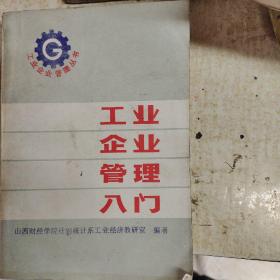 工业企业管理丛书
工业
企业
管理
入门
山西财经学院计划统计系工业经济教研室 编著